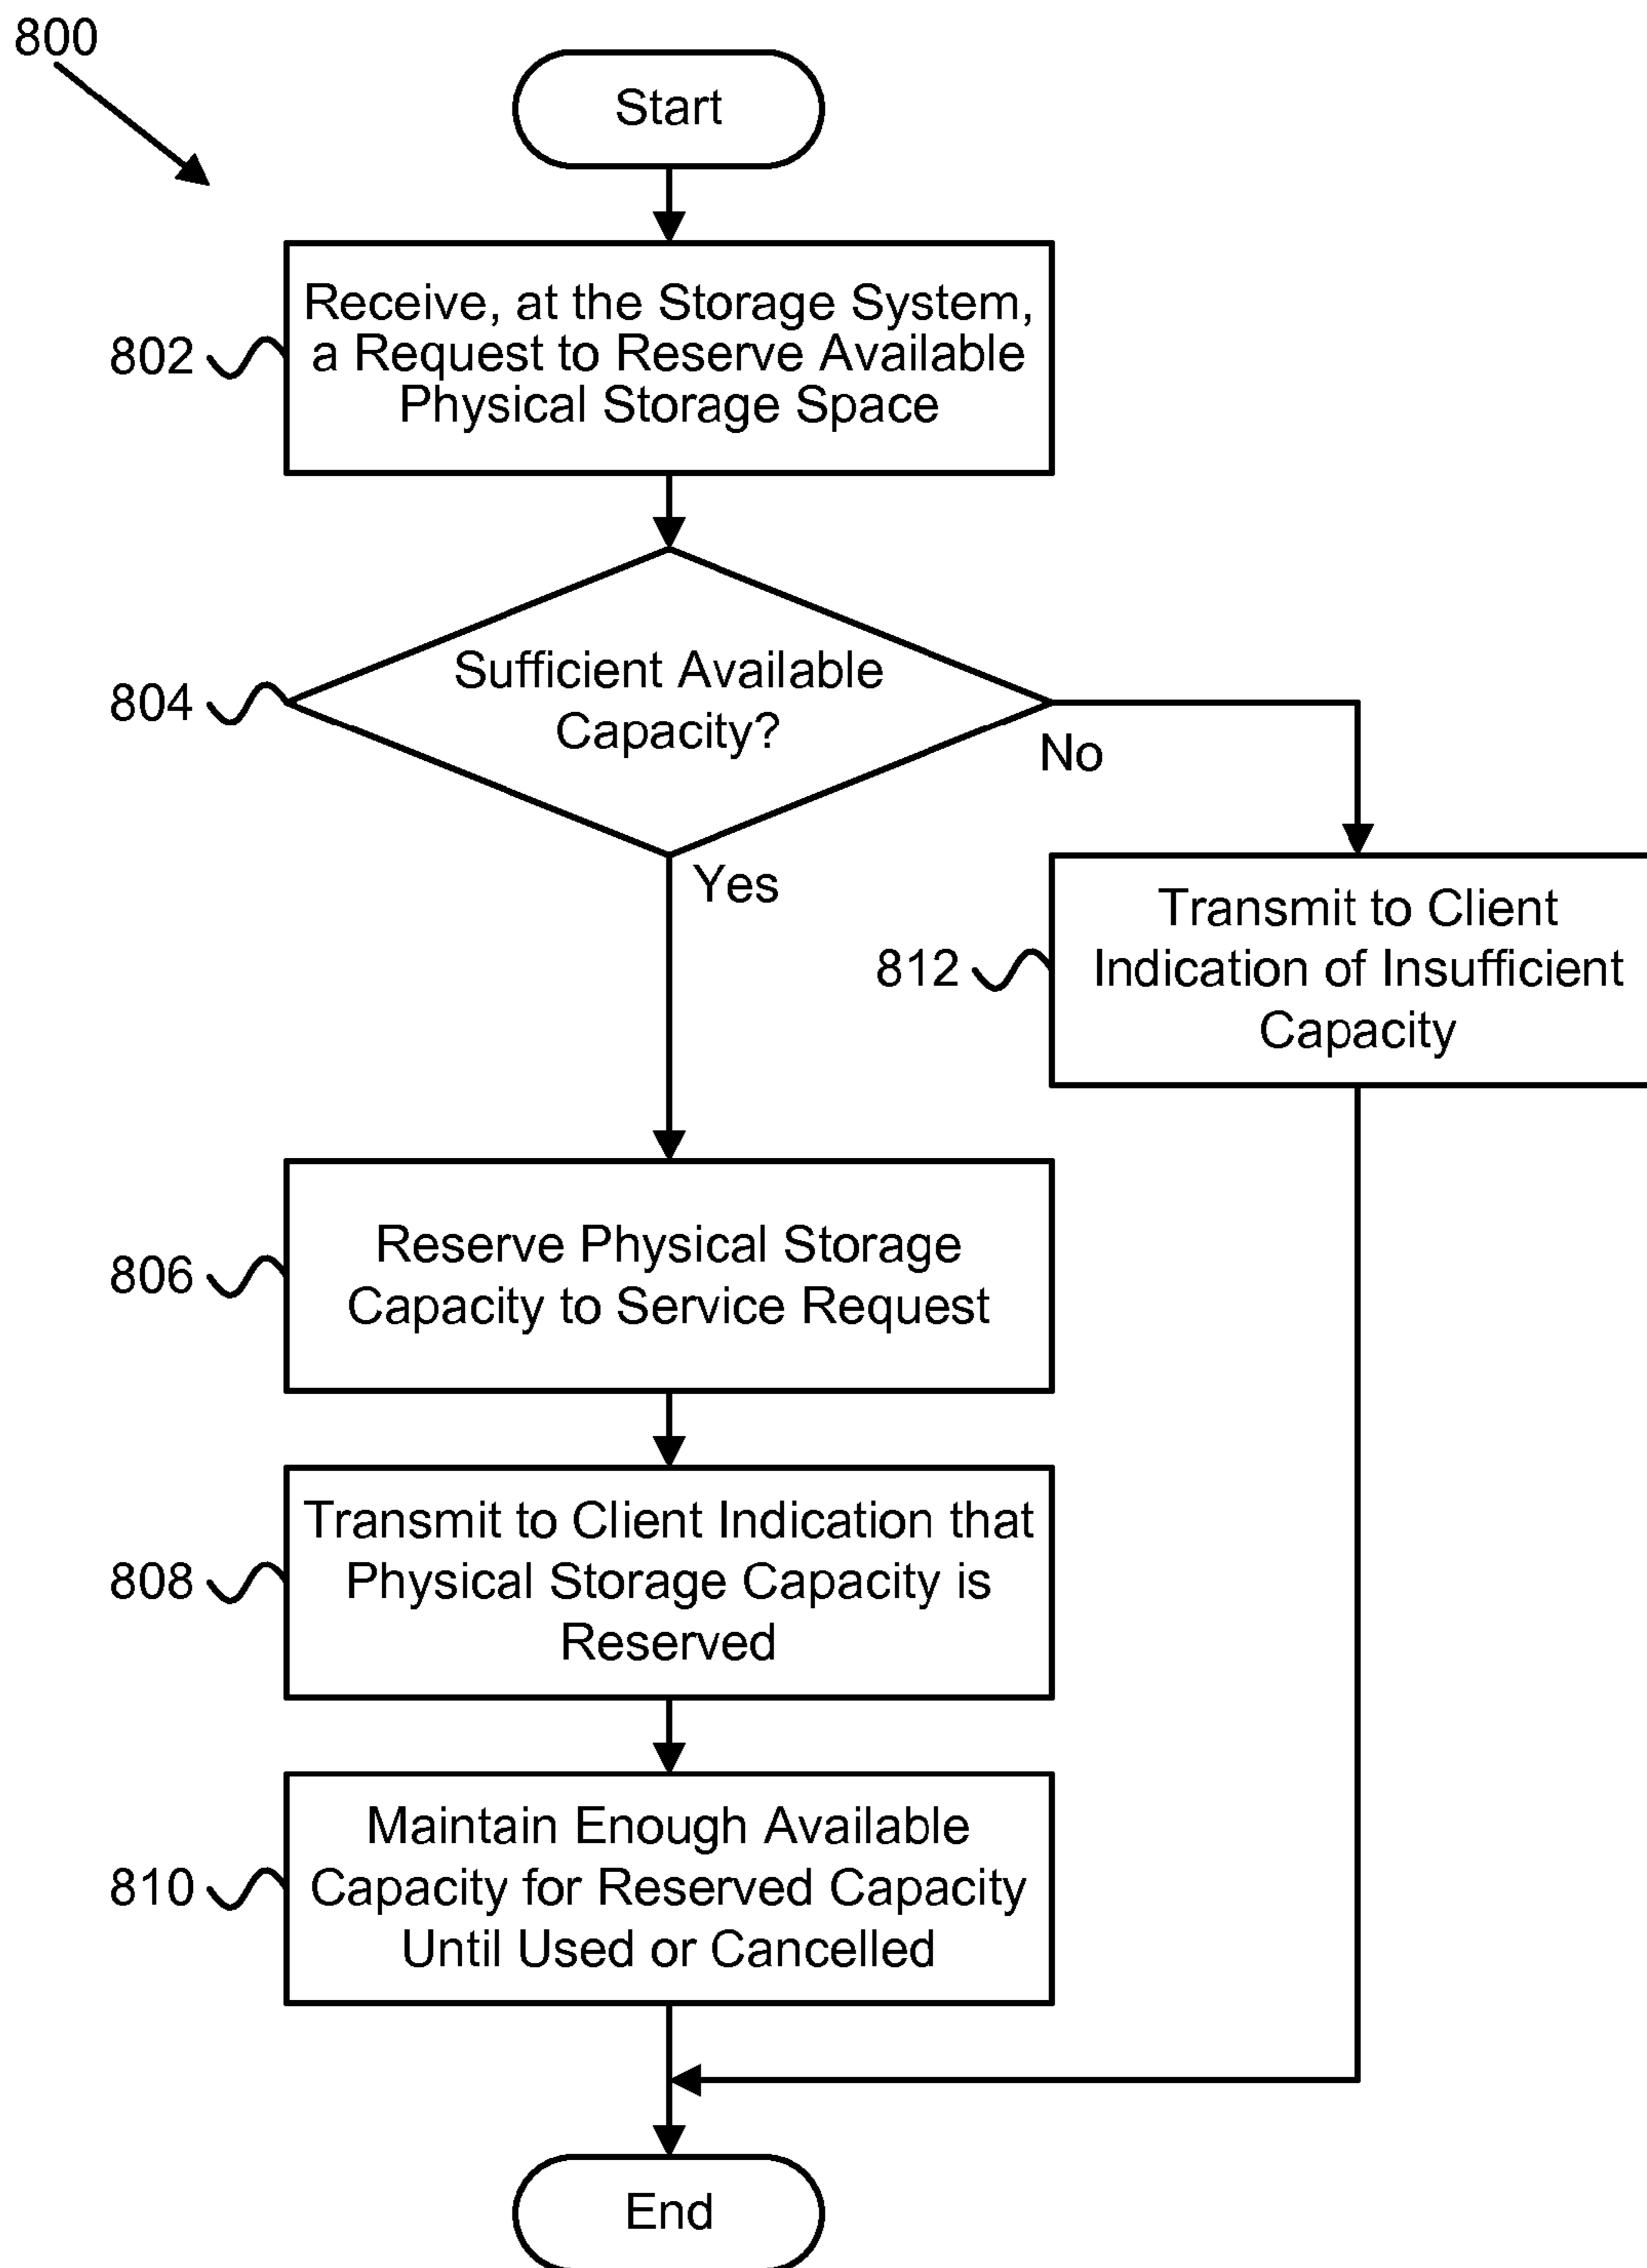 800
Start
802
Receive, at the Storage System,
a Request to Reserve Available
Physical Storage Space
804
Sufficient Available
Capacity?
No
Yes
812
Transmit to Client
Indication of Insufficient
Capacity
806
Reserve Physical Storage
Capacity to Service Request
808
Transmit to Client Indication that
Physical Storage Capacity is
Reserved
810
Maintain Enough Available
Capacity for Reserved Capacity
Until Used or Cancelled
End